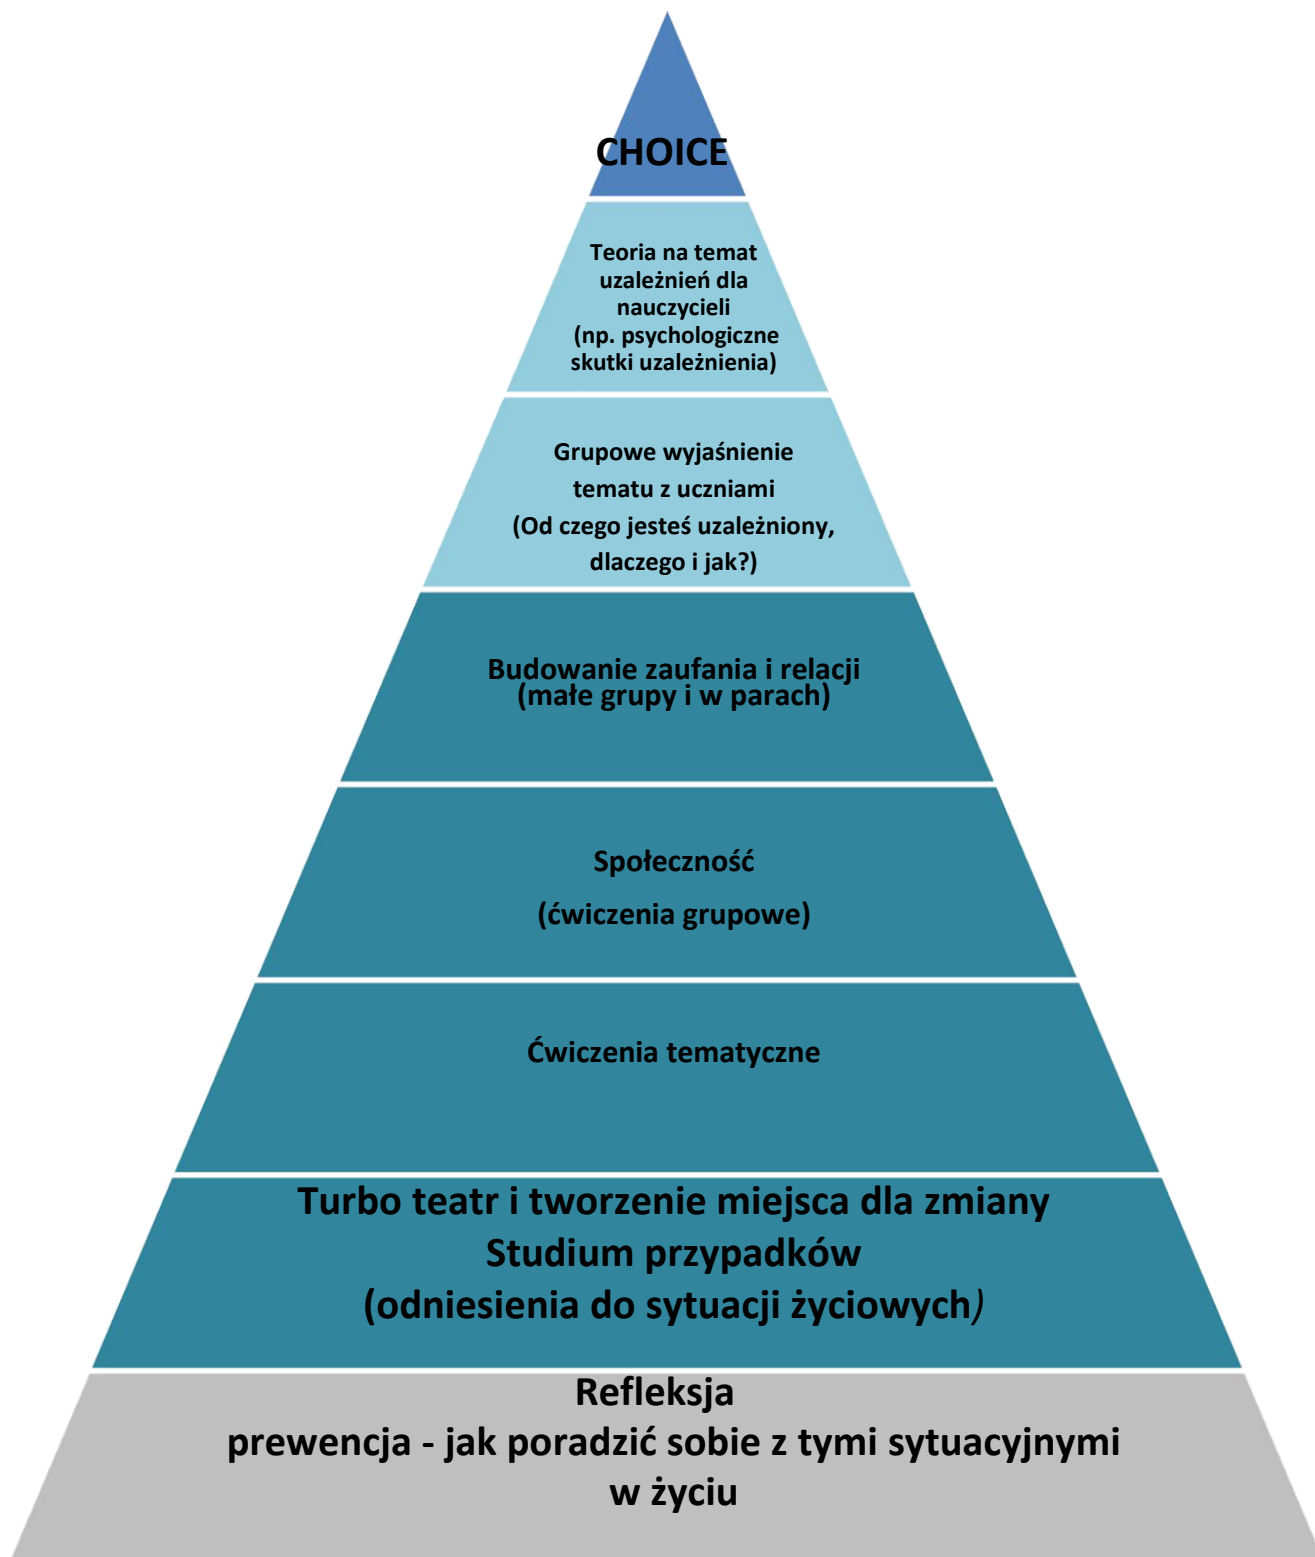 CHOICE
Teoria na temat
uzależnień dla
nauczycieli
(np. psychologiczne
skutki uzależnienia)
Grupowe wyjaśnienie
tematu z uczniami
(Od czego jesteś uzależniony,
dlaczego i jak?)
Budowanie zaufania i relacji
(małe grupy i w parach)
Społeczność
(ćwiczenia grupowe)
Ćwiczenia tematyczne
Turbo teatr i tworzenie miejsca dla zmiany
Studium przypadków
(odniesienia do sytuacji życiowych)
Refleksja
prewencja - jak poradzić sobie z tymi sytuacyjnymi
w życiu